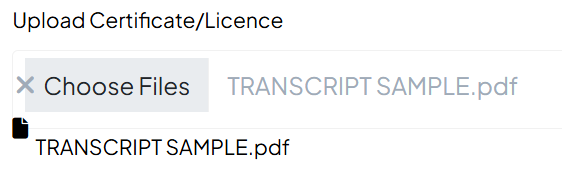 Upload Certificate/Licence
Choose Files TRANSCRIPT SAMPLE.pdf
TRANSCRIPT SAMPLE.pdf